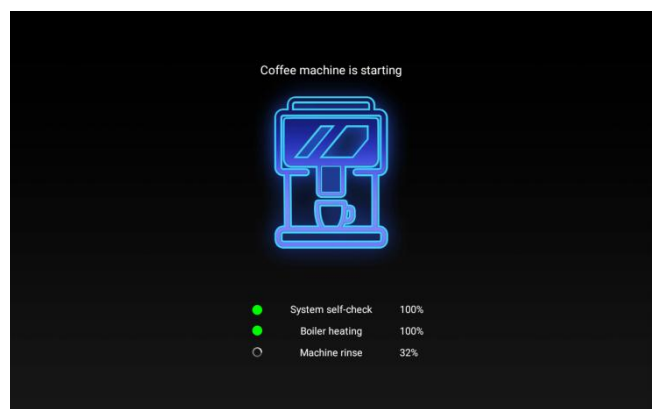 Coffee machine is starting
System self-check 100%
Boiler heating 100%
Machine rinse 32%